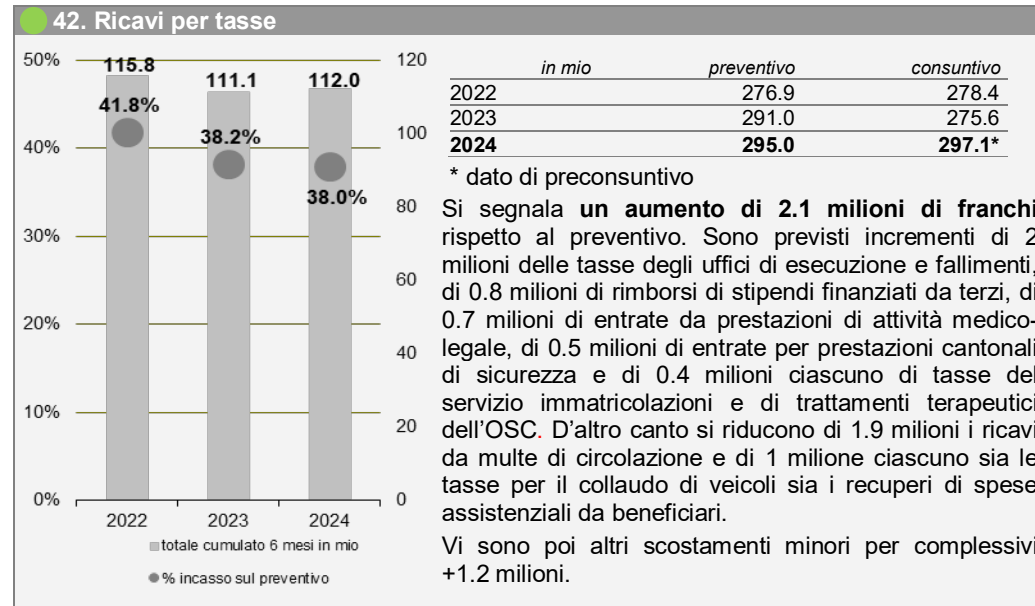 42. Ricavi per tasse
50%
40%
30%
20%
10%
0%
115.8
111.1
112.0
41.8%
38.2%
38.0%
120
100
80
60
40
20
0
2022 2023 2024
totale cumulato 6 mesi in mio
% incasso sul preventivo
in mio preventivo consuntivo
2022 276.9 278.4
2023 291.0 275.6
2024 295.0 297.1*
* dato di preconsuntivo
Si segnala un aumento di 2.1 milioni di franchi
rispetto al preventivo. Sono previsti incrementi di 2
milioni delle tasse degli uffici di esecuzione e fallimenti,
di 0.8 milioni di rimborsi di stipendi finanziati da terzi, di
0.7 milioni di entrate da prestazioni di attività medico-
legale, di 0.5 milioni di entrate per prestazioni cantonali
di sicurezza e di 0.4 milioni ciascuno di tasse del
servizio immatricolazioni e di trattamenti terapeutici
dell’OSC. D’altro canto si riducono di 1.9 milioni i ricavi
da multe di circolazione e di 1 milione ciascuno sia le
tasse per il collaudo di veicoli sia i recuperi di spese
assistenziali da beneficiari.
Vi sono poi altri scostamenti minori per complessivi
+1.2 milioni.